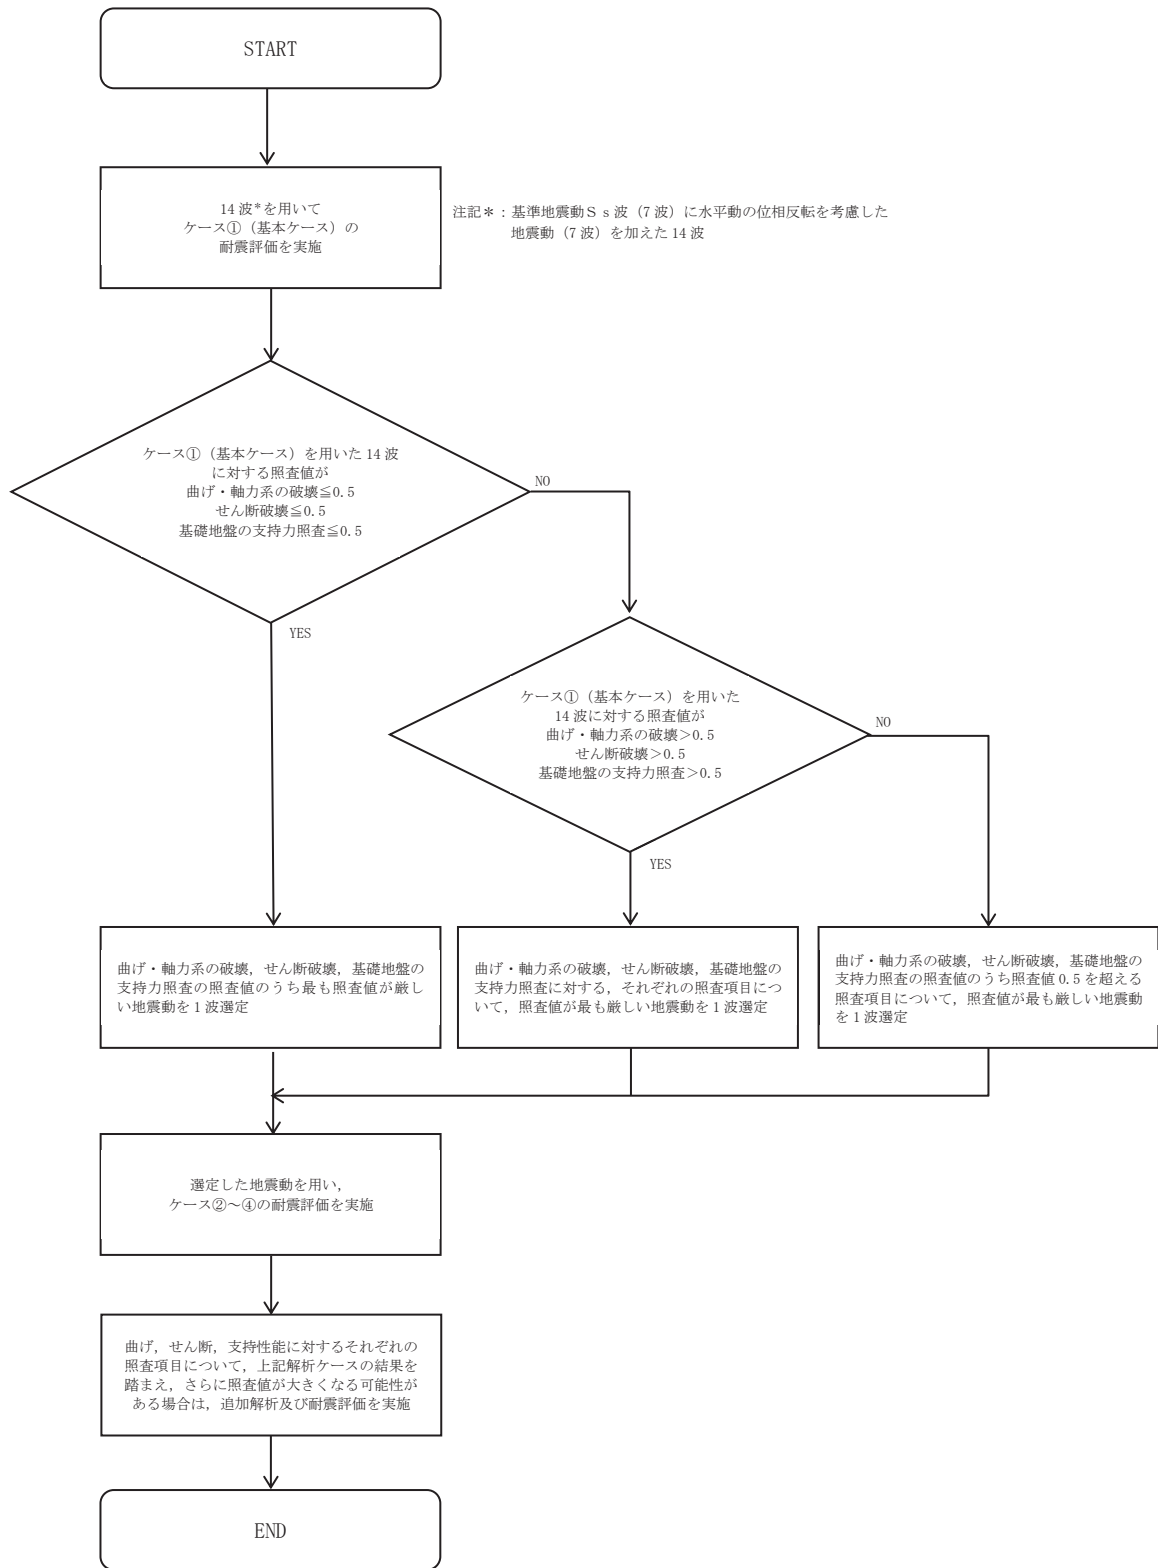 START
14 波*を用いて
ケース①（基本ケース）の
耐震評価を実施
注記＊：基準地震動Ｓｓ波（7 波）に水平動の位相反転を考慮した
地震動（7 波）を加えた 14 波
ケース①（基本ケース）を用いた 14 波
に対する照査値が
曲げ・軸力系の破壊≦0.5
せん断破壊≦0.5
基礎地盤の支持力照査≦0.5
NO
YES
ケース①（基本ケース）を用いた
14 波に対する照査値が
曲げ・軸力系の破壊＞0.5
せん断破壊＞0.5
基礎地盤の支持力照査＞0.5
NO
YES
曲げ・軸力系の破壊，せん断破壊，基礎地盤の
支持力照査の照査値のうち最も照査値が厳し
い地震動を 1 波選定
曲げ・軸力系の破壊，せん断破壊，基礎地盤の
支持力照査に対する，それぞれの照査項目につ
いて，照査値が最も厳しい地震動を 1 波選定
曲げ・軸力系の破壊，せん断破壊，基礎地盤の
支持力照査の照査値のうち照査値 0.5 を超える
照査項目について，照査値が最も厳しい地震動
を 1 波選定
選定した地震動を用い，
ケース②～④の耐震評価を実施
曲げ，せん断，支持性能に対するそれぞれの
照査項目について，上記解析ケースの結果を
踏まえ，さらに照査値が大きくなる可能性が
ある場合は，追加解析及び耐震評価を実施
END